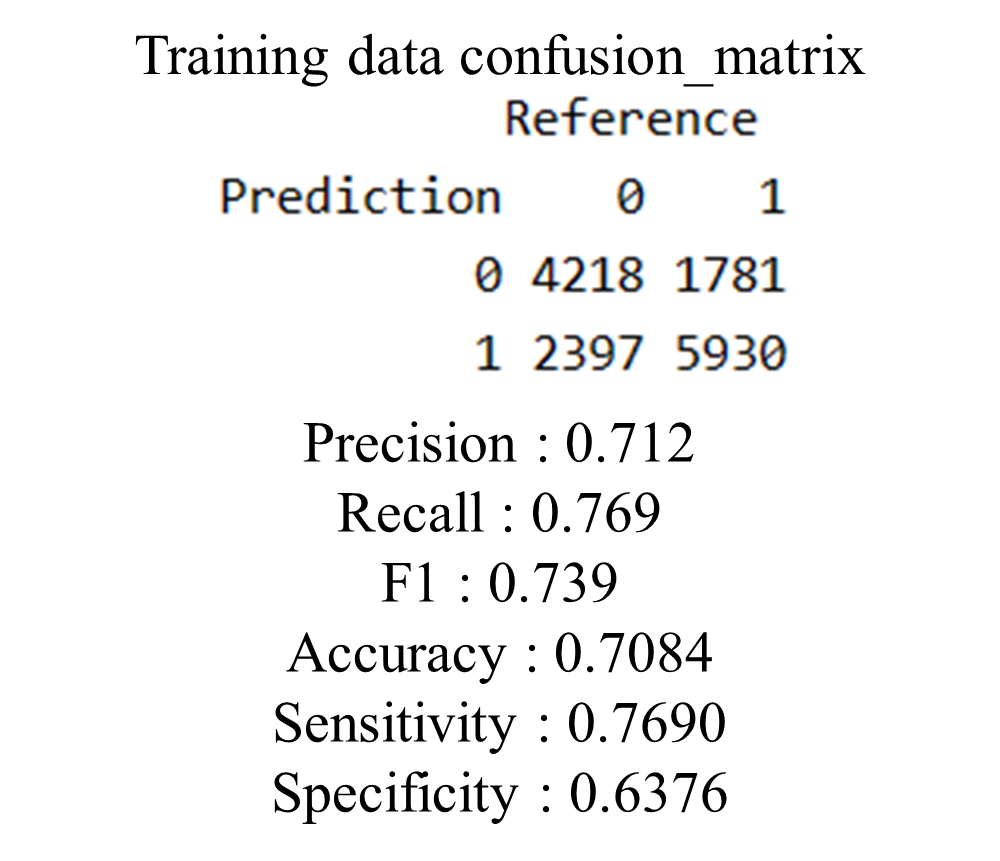 Training data confusion_matrix
Reference
Prediction 0 1
0 4218 1781
1 2397 5930
Precision : 0.712
Recall : 0.769
F1 : 0.739
Accuracy : 0.7084
Sensitivity : 0.7690
Specificity : 0.6376